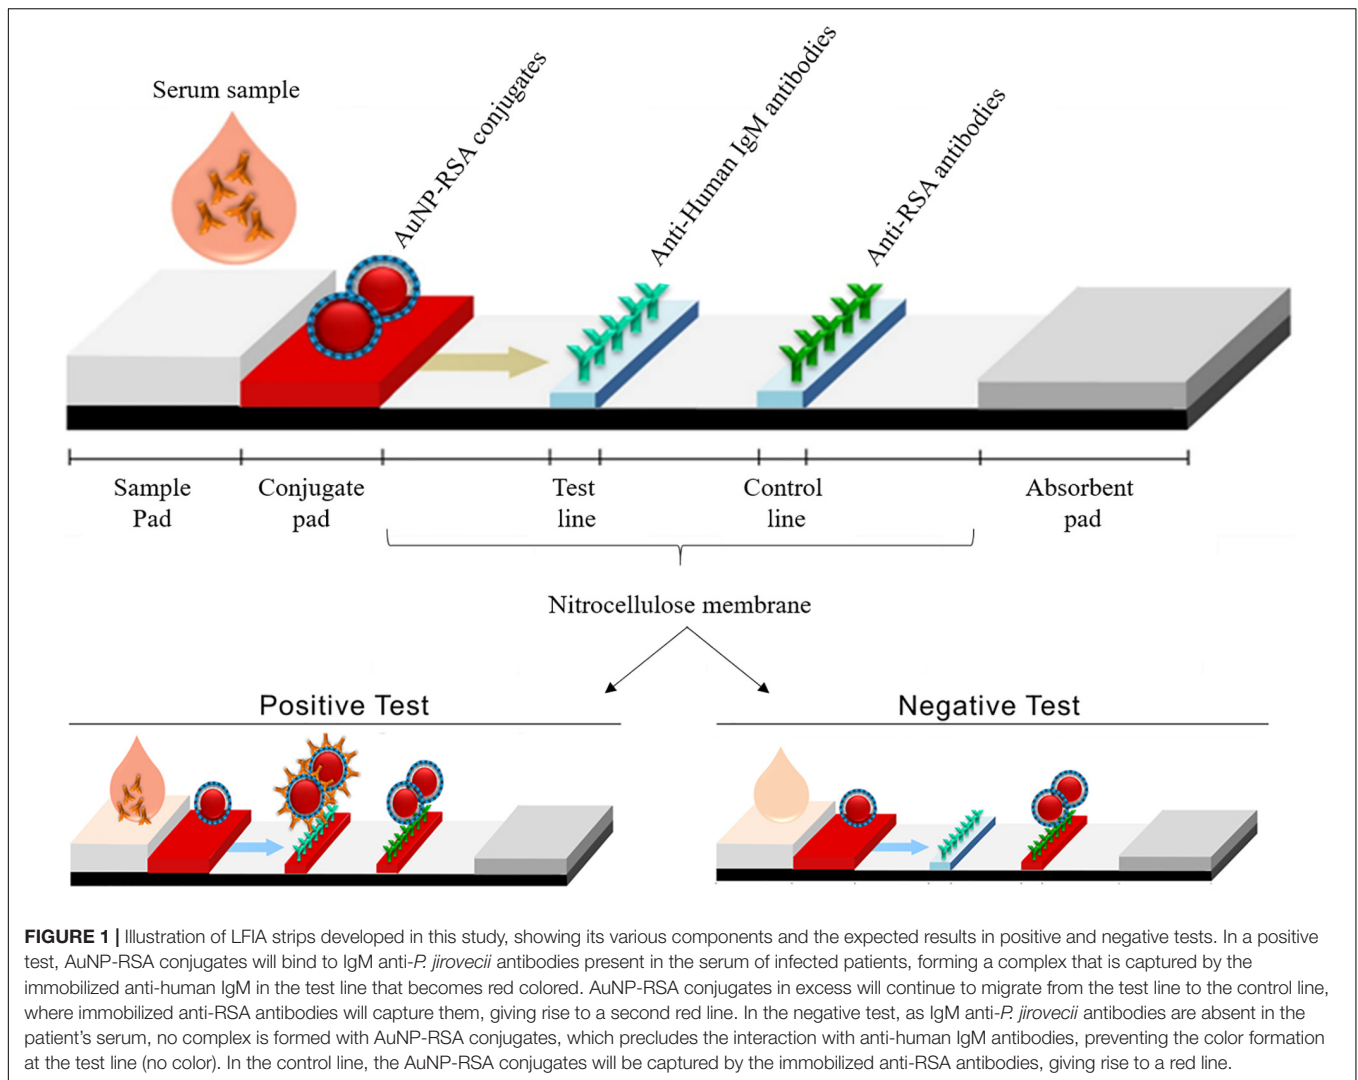 Serum sample
AuNP-RSA conjugates
Anti-Human IgM antibodies
Anti-RSA antibodies
Sample
Pad
Conjugate
pad
Test
line
Control
line
Absorbent
pad
Nitrocellulose membrane
Positive Test
Negative Test
FIGURE 1 | Illustration of LFIA strips developed in this study, showing its various components and the expected results in positive and negative tests. In a positive
test, AuNP-RSA conjugates will bind to IgM anti-P. jirovecii antibodies present in the serum of infected patients, forming a complex that is captured by the
immobilized anti-human IgM in the test line that becomes red colored. AuNP-RSA conjugates in excess will continue to migrate from the test line to the control line,
where immobilized anti-RSA antibodies will capture them, giving rise to a second red line. In the negative test, as IgM anti-P. jirovecii antibodies are absent in the
patient's serum, no complex is formed with AuNP-RSA conjugates, which precludes the interaction with anti-human IgM antibodies, preventing the color formation
at the test line (no color). In the control line, the AuNP-RSA conjugates will be captured by the immobilized anti-RSA antibodies, giving rise to a red line.